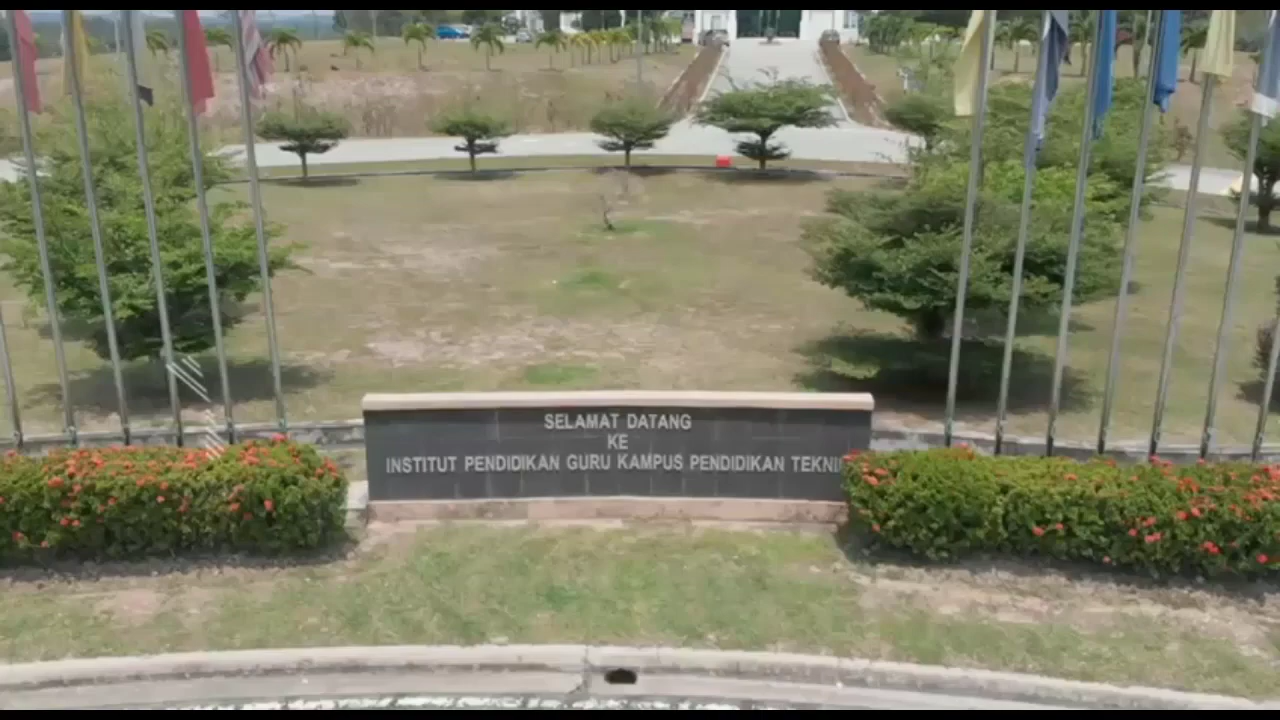 SELAMAT DATANG
KE
INSTITUT PENDIDIKAN GURU KAMPUS PENDIDIKAN